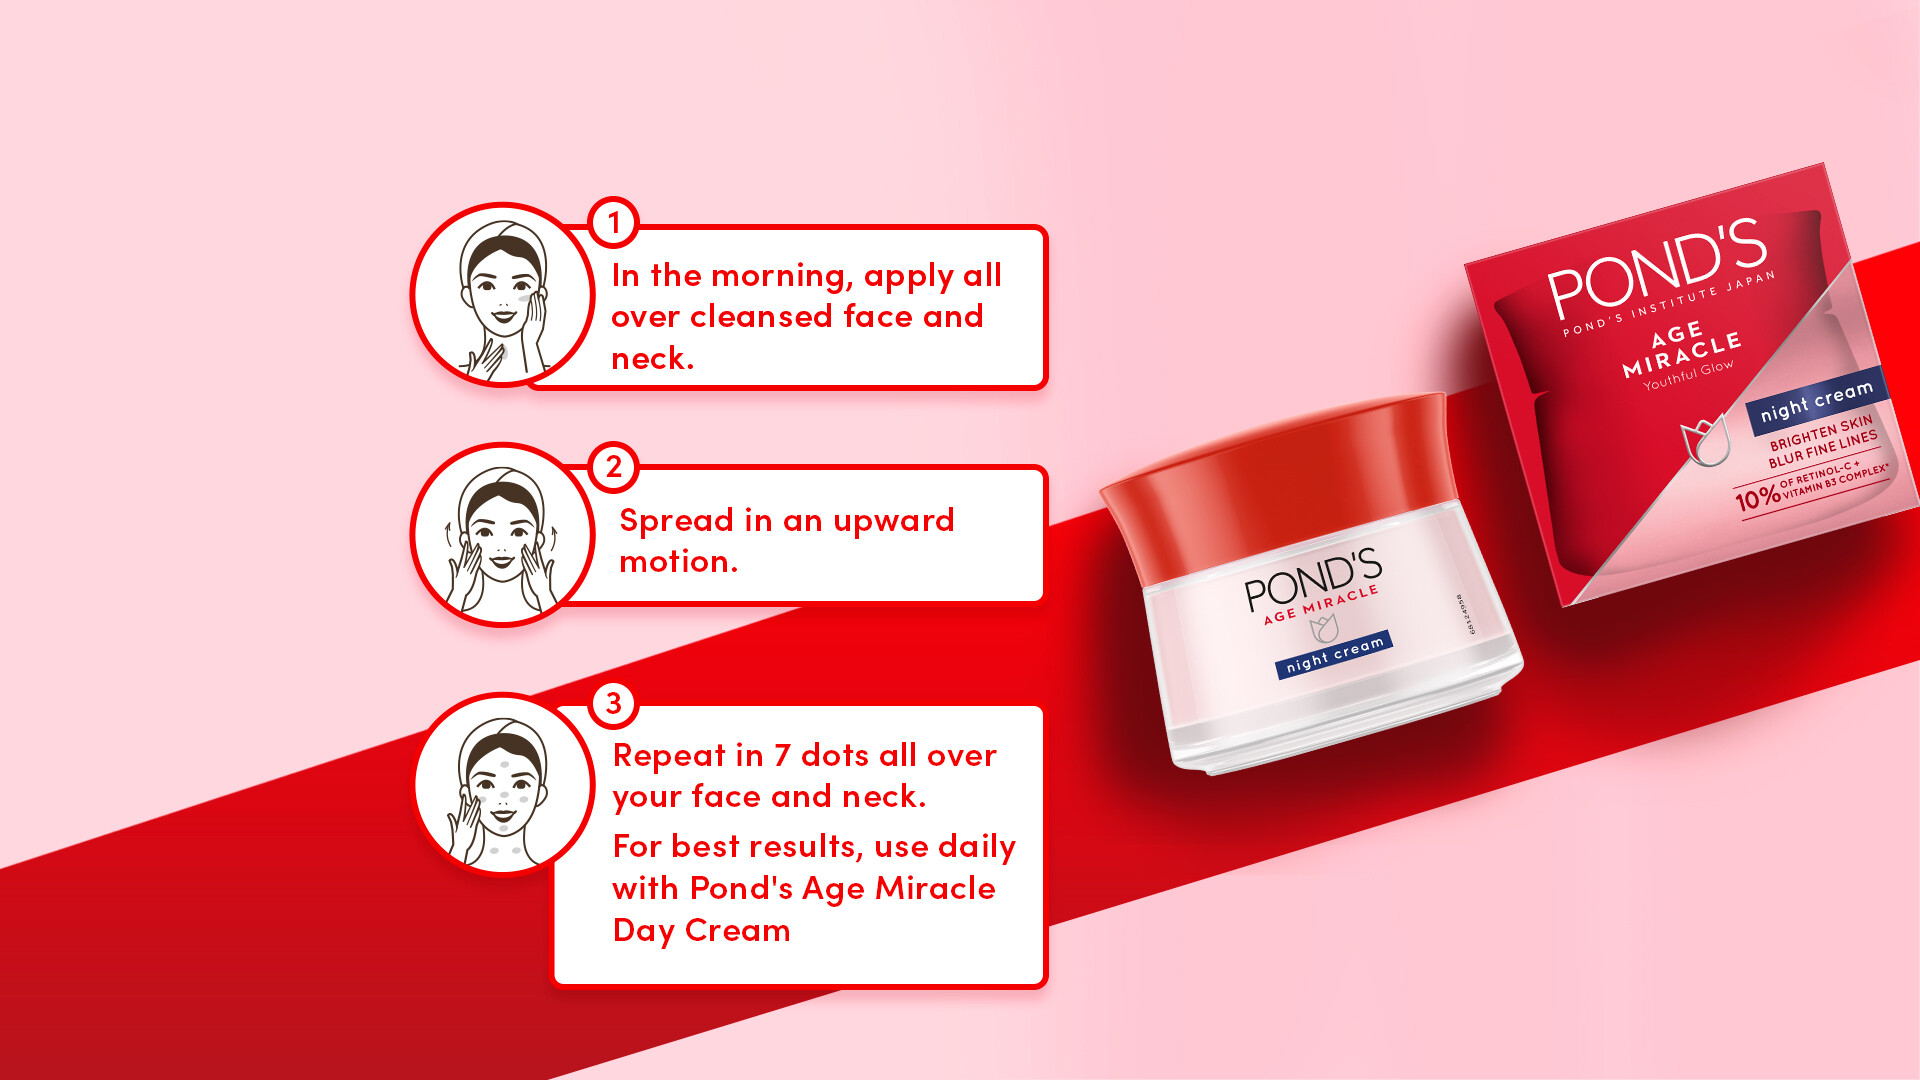 1
In the morning, apply all
over cleansed face and
neck.
2
Spread in an upward
motion.
3
Repeat in 7 dots all over
your face and neck.
For best results, use daily
with Pond's Age Miracle
Day Cream
POND'S
AGE MIRACLE
night cream
68124958
POND'S
POND'S INSTITUTE JAPAN
AGE
MIRACLE
Youthful Glow
night cream
BRIGHTEN SKIN
BLUR FINE LINES
10% OF RETINOL-C +
VITAMIN B3 COMPLEX*